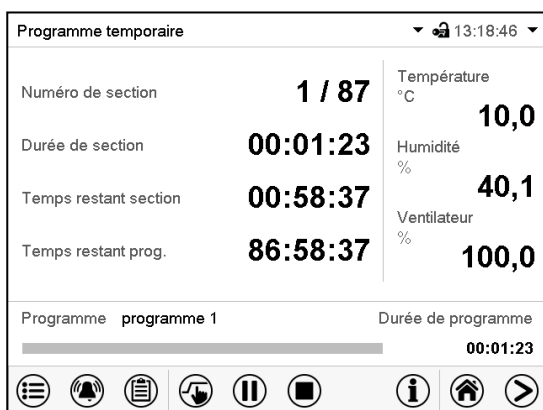 Programme temporaire 13:18:46
Numéro de section 1 / 87
Durée de section 00:01:23
Temps restant section 00:58:37
Temps restant prog. 86:58:37
Température
°C
10,0
Humidité
%
40,1
Ventilateur
%
100,0
Programme programme 1 Durée de programme
00:01:23